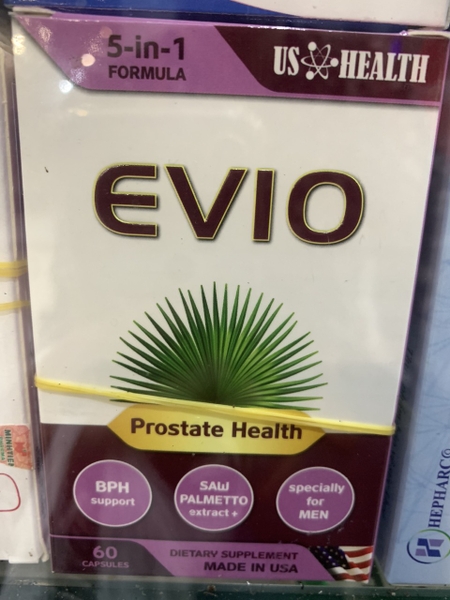 5-in-1
FORMULA
US HEALTH
EVIO
Prostate Health
BPH
support
SAW
PALMETTO
extract +
specially
for
MEN
60
CAPSULES
DIETARY SUPPLEMENT
MADE IN USA
HEPHARCO